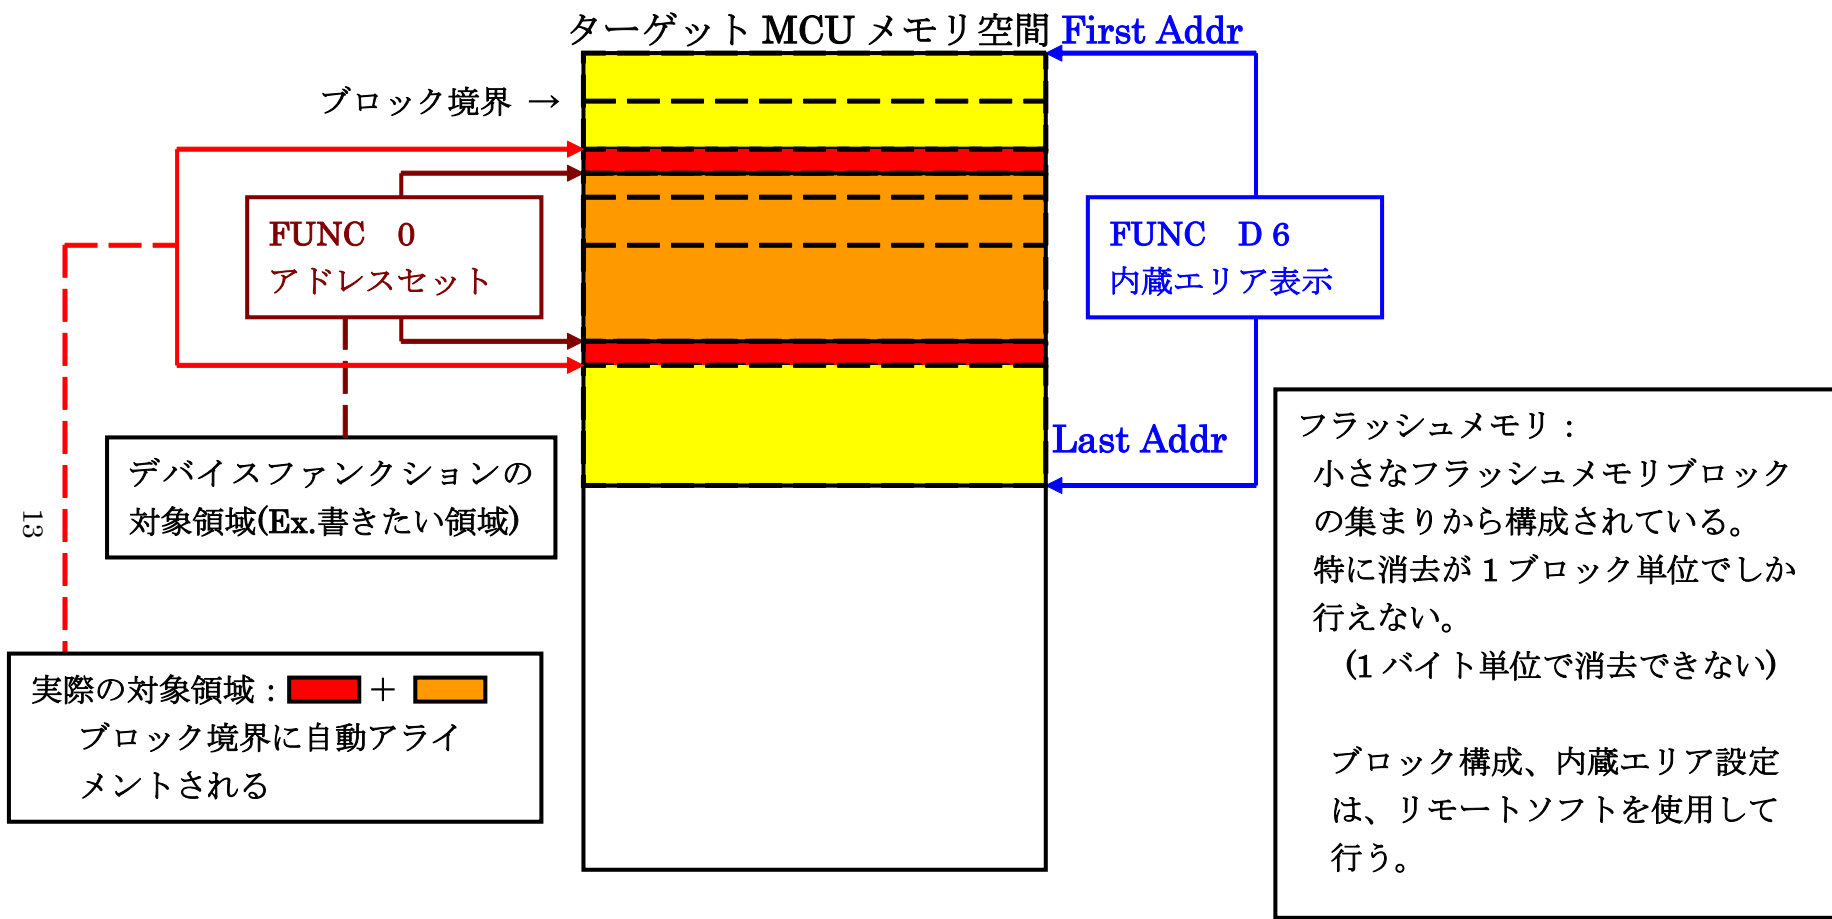 ターゲット MCU メモリ空間
First Addr
ブロック境界 →
FUNC 0
アドレスセット
FUNC D 6
内蔵エリア表示
Last Addr
デバイスファンクションの
対象領域(Ex.書きたい領域)
13
実際の対象領域 : +
ブロック境界に自動アライ
メントされる
フラッシュメモリ :
小さなフラッシュメモリブロック
の集まりから構成されている。
特に消去が 1 ブロック単位でしか
行えない。
(1 バイト単位で消去できない)
ブロック構成、内蔵エリア設定
は、リモートソフトを使用して
行う。